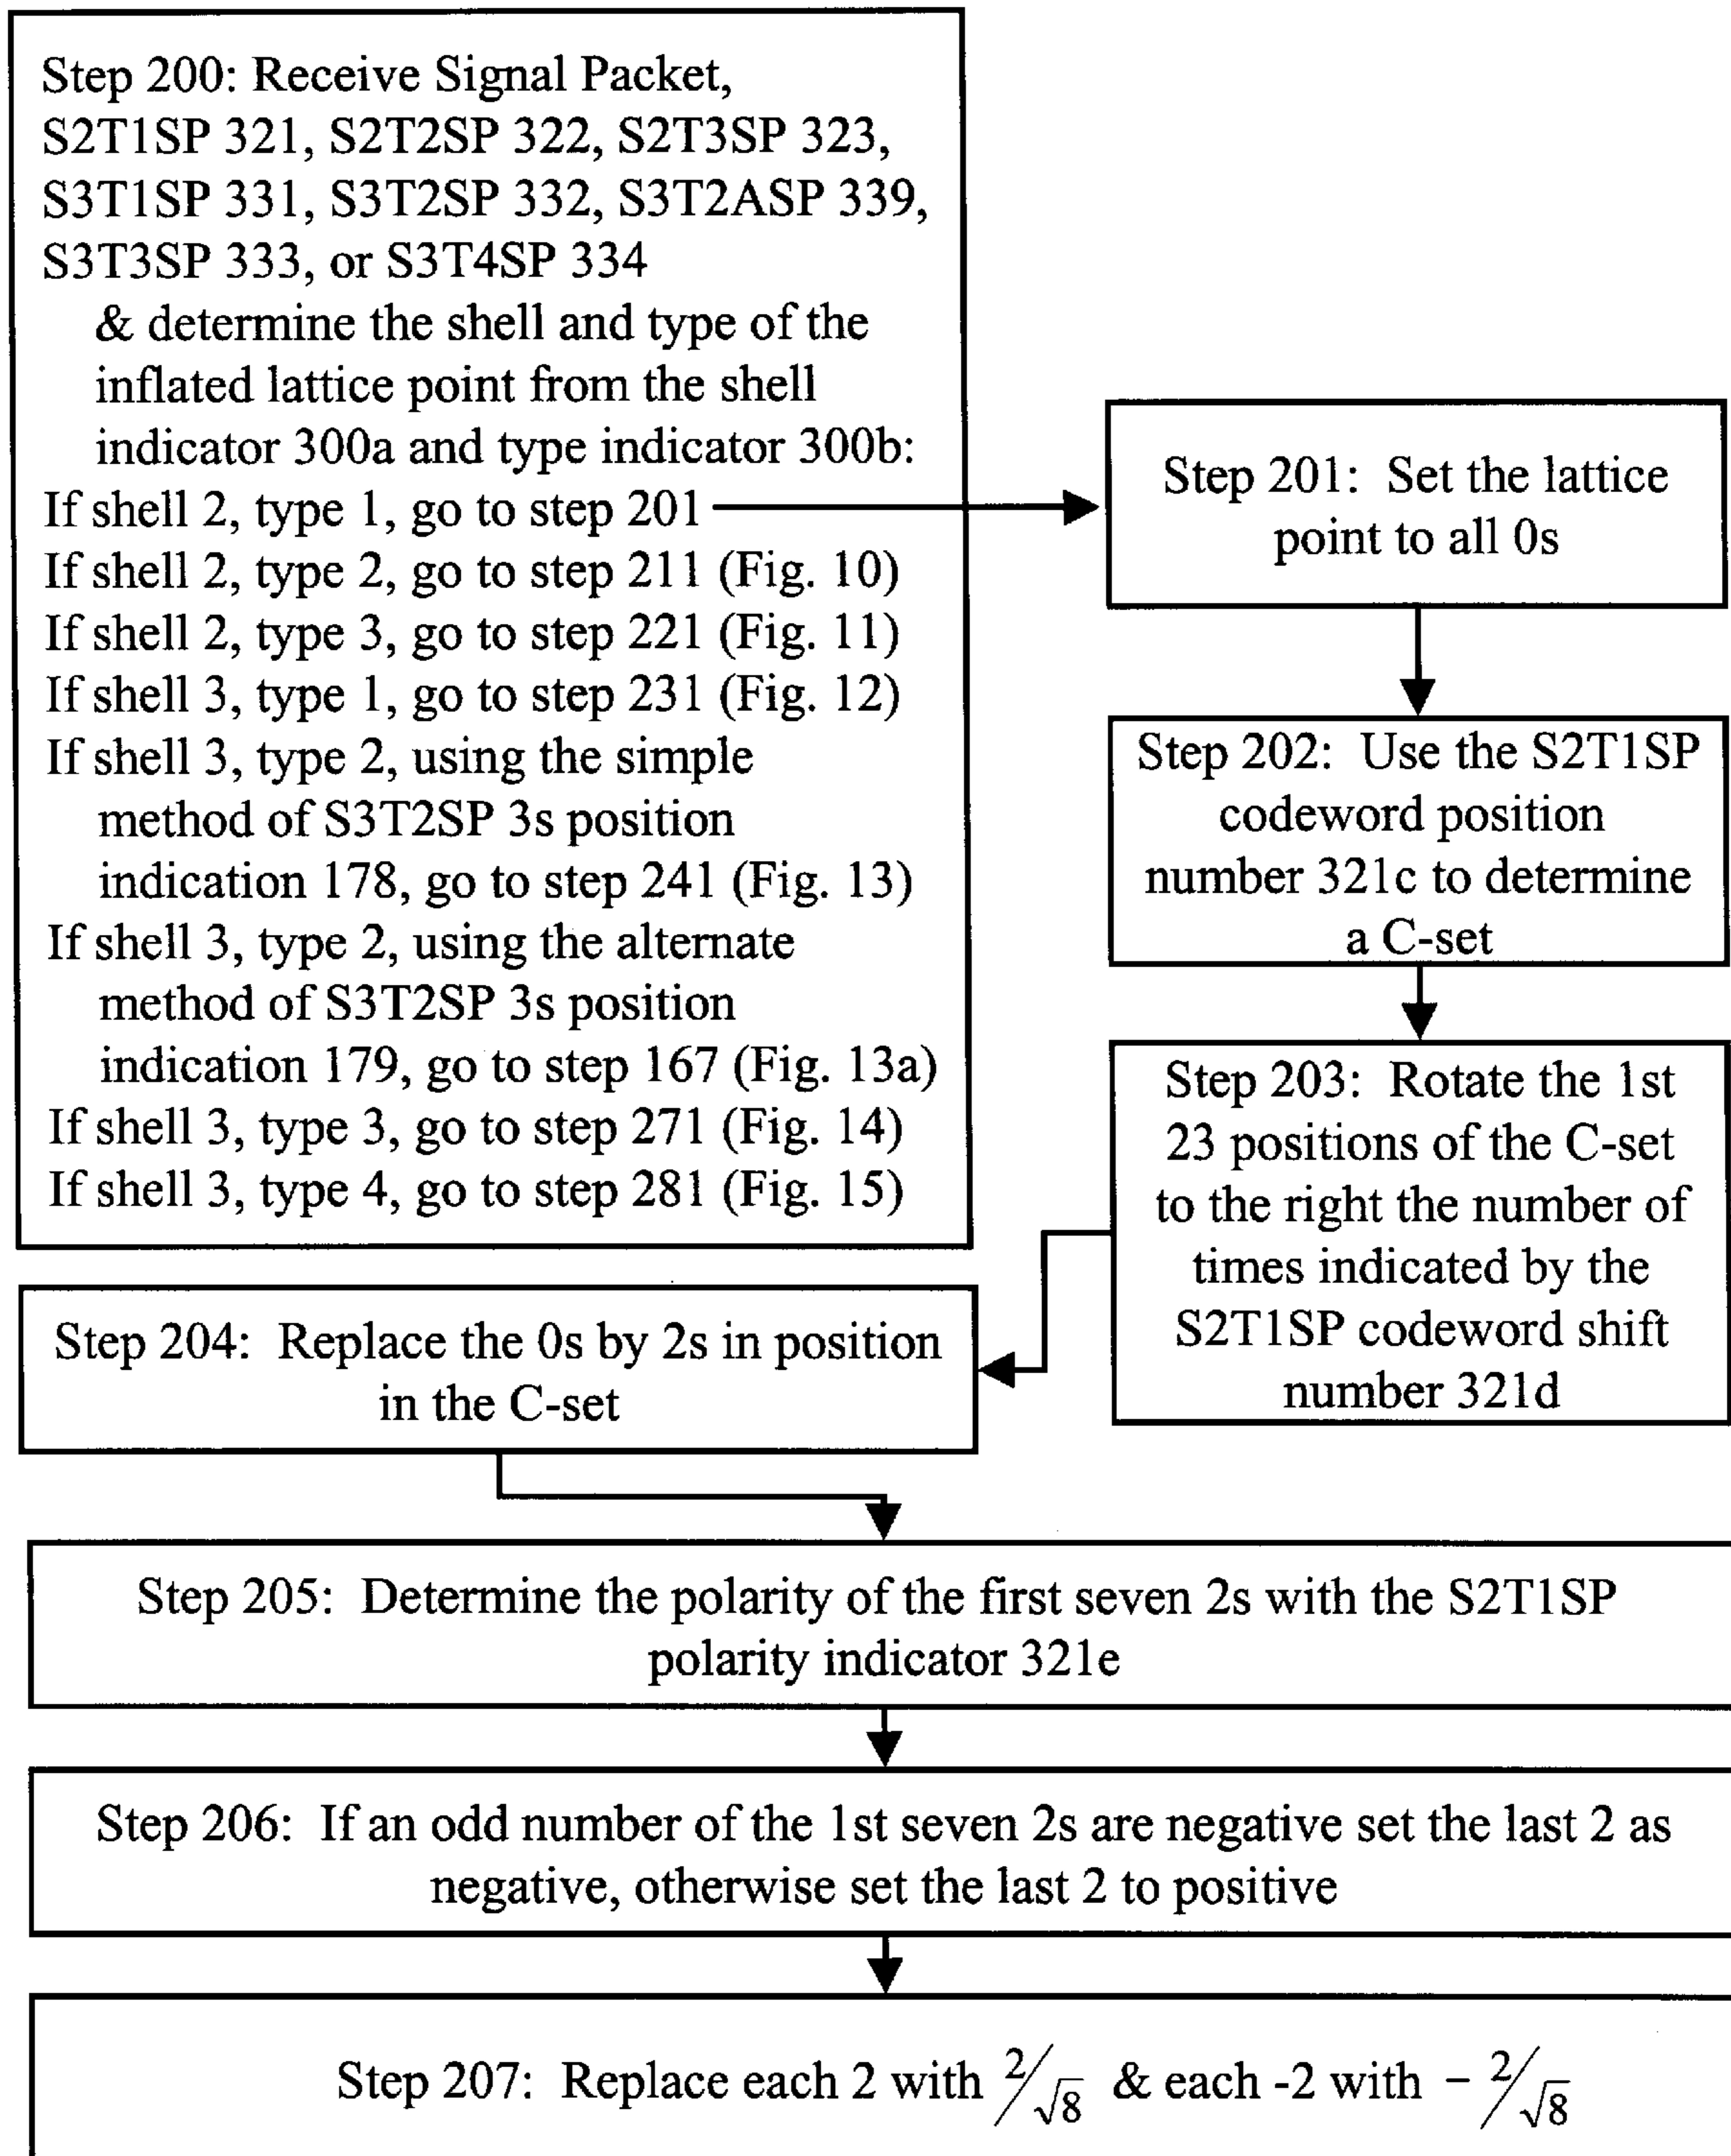 Step 200: Receive Signal Packet,
S2T1SP 321, S2T2SP 322, S2T3SP 323,
S3T1SP 331, S3T2SP 332, S3T2ASP 339,
S3T3SP 333, or S3T4SP 334
& determine the shell and type of the
inflated lattice point from the shell
indicator 300a and type indicator 300b:
If shell 2, type 1, go to step 201
If shell 2, type 2, go to step 211 (Fig. 10)
If shell 2, type 3, go to step 221 (Fig. 11)
If shell 3, type 1, go to step 231 (Fig. 12)
If shell 3, type 2, using the simple
method of S3T2SP 3s position
indication 178, go to step 241 (Fig. 13)
If shell 3, type 2, using the alternate
method of S3T2SP 3s position
indication 179, go to step 167 (Fig. 13a)
If shell 3, type 3, go to step 271 (Fig. 14)
If shell 3, type 4, go to step 281 (Fig. 15)
Step 201: Set the lattice
point to all 0s
Step 202: Use the S2T1SP
codeword position
number 321c to determine
a C-set
Step 203: Rotate the 1st
23 positions of the C-set
to the right the number of
times indicated by the
S2T1SP codeword shift
number 321d
Step 204: Replace the 0s by 2s in position
in the C-set
Step 205: Determine the polarity of the first seven 2s with the S2T1SP
polarity indicator 321e
Step 206: If an odd number of the 1st seven 2s are negative set the last 2 as
negative, otherwise set the last 2 to positive
Step 207: Replace each 2 with 2/√8 & each -2 with − 2/√8